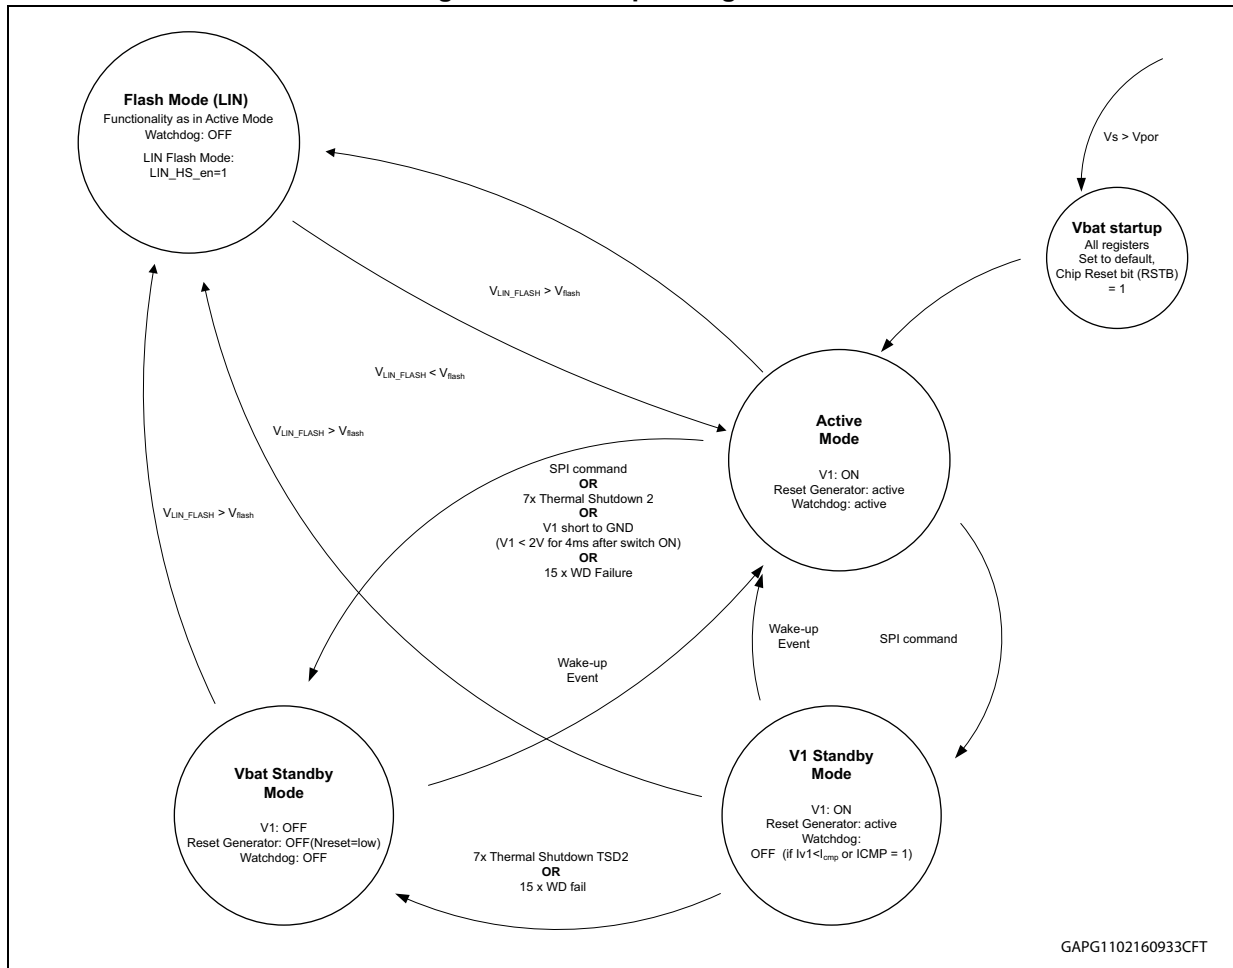 Flash Mode (LIN)
Functionality as in Active Mode
Watchdog: OFF
LIN Flash Mode:
LIN_HS_en=1
Vs > Vpor
Vbat startup
All registers
Set to default,
Chip Reset bit (RSTB)
= 1
VLIN_FLASH > Vflash
VLIN_FLASH < Vflash
VLIN_FLASH > Vflash
VLIN_FLASH > Vflash
Active
Mode
V1: ON
Reset Generator: active
Watchdog: active
SPI command
OR
7x Thermal Shutdown 2
OR
V1 short to GND
(V1 < 2V for 4ms after switch ON)
OR
15 x WD Failure
Wake-up
Event
Wake-up
Event
SPI command
Vbat Standby
Mode
V1: OFF
Reset Generator: OFF(Nreset=low)
Watchdog: OFF
V1 Standby
Mode
V1: ON
Reset Generator: active
Watchdog:
OFF (if Iv1<Icmp or ICMP = 1)
7x Thermal Shutdown TSD2
OR
15 x WD fail
GAPG1102160933CFT